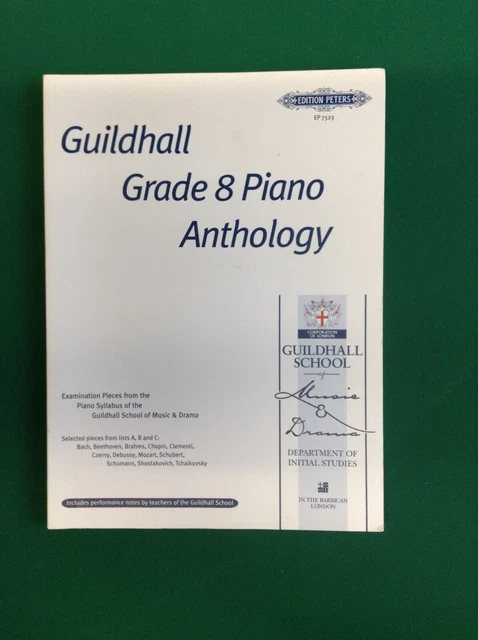 EDITION PETERS
EP 7523
Guildhall
Grade 8 Piano
Anthology
CORPORATION
OF LONDON
GUILDHALL
SCHOOL
of
Music
&
Drama
DEPARTMENT OF
INITIAL STUDIES
IN THE BARBICAN
LONDON
Examination Pieces from the
Piano Syllabus of the
Guildhall School of Music & Drama
Selected pieces from lists A, B and C:
Bach, Beethoven, Brahms, Chopin, Clementi,
Czerny, Debussy, Mozart, Schubert,
Schumann, Shostakovich, Tchaikovsky
Includes performance notes by teachers of the Guildhall School